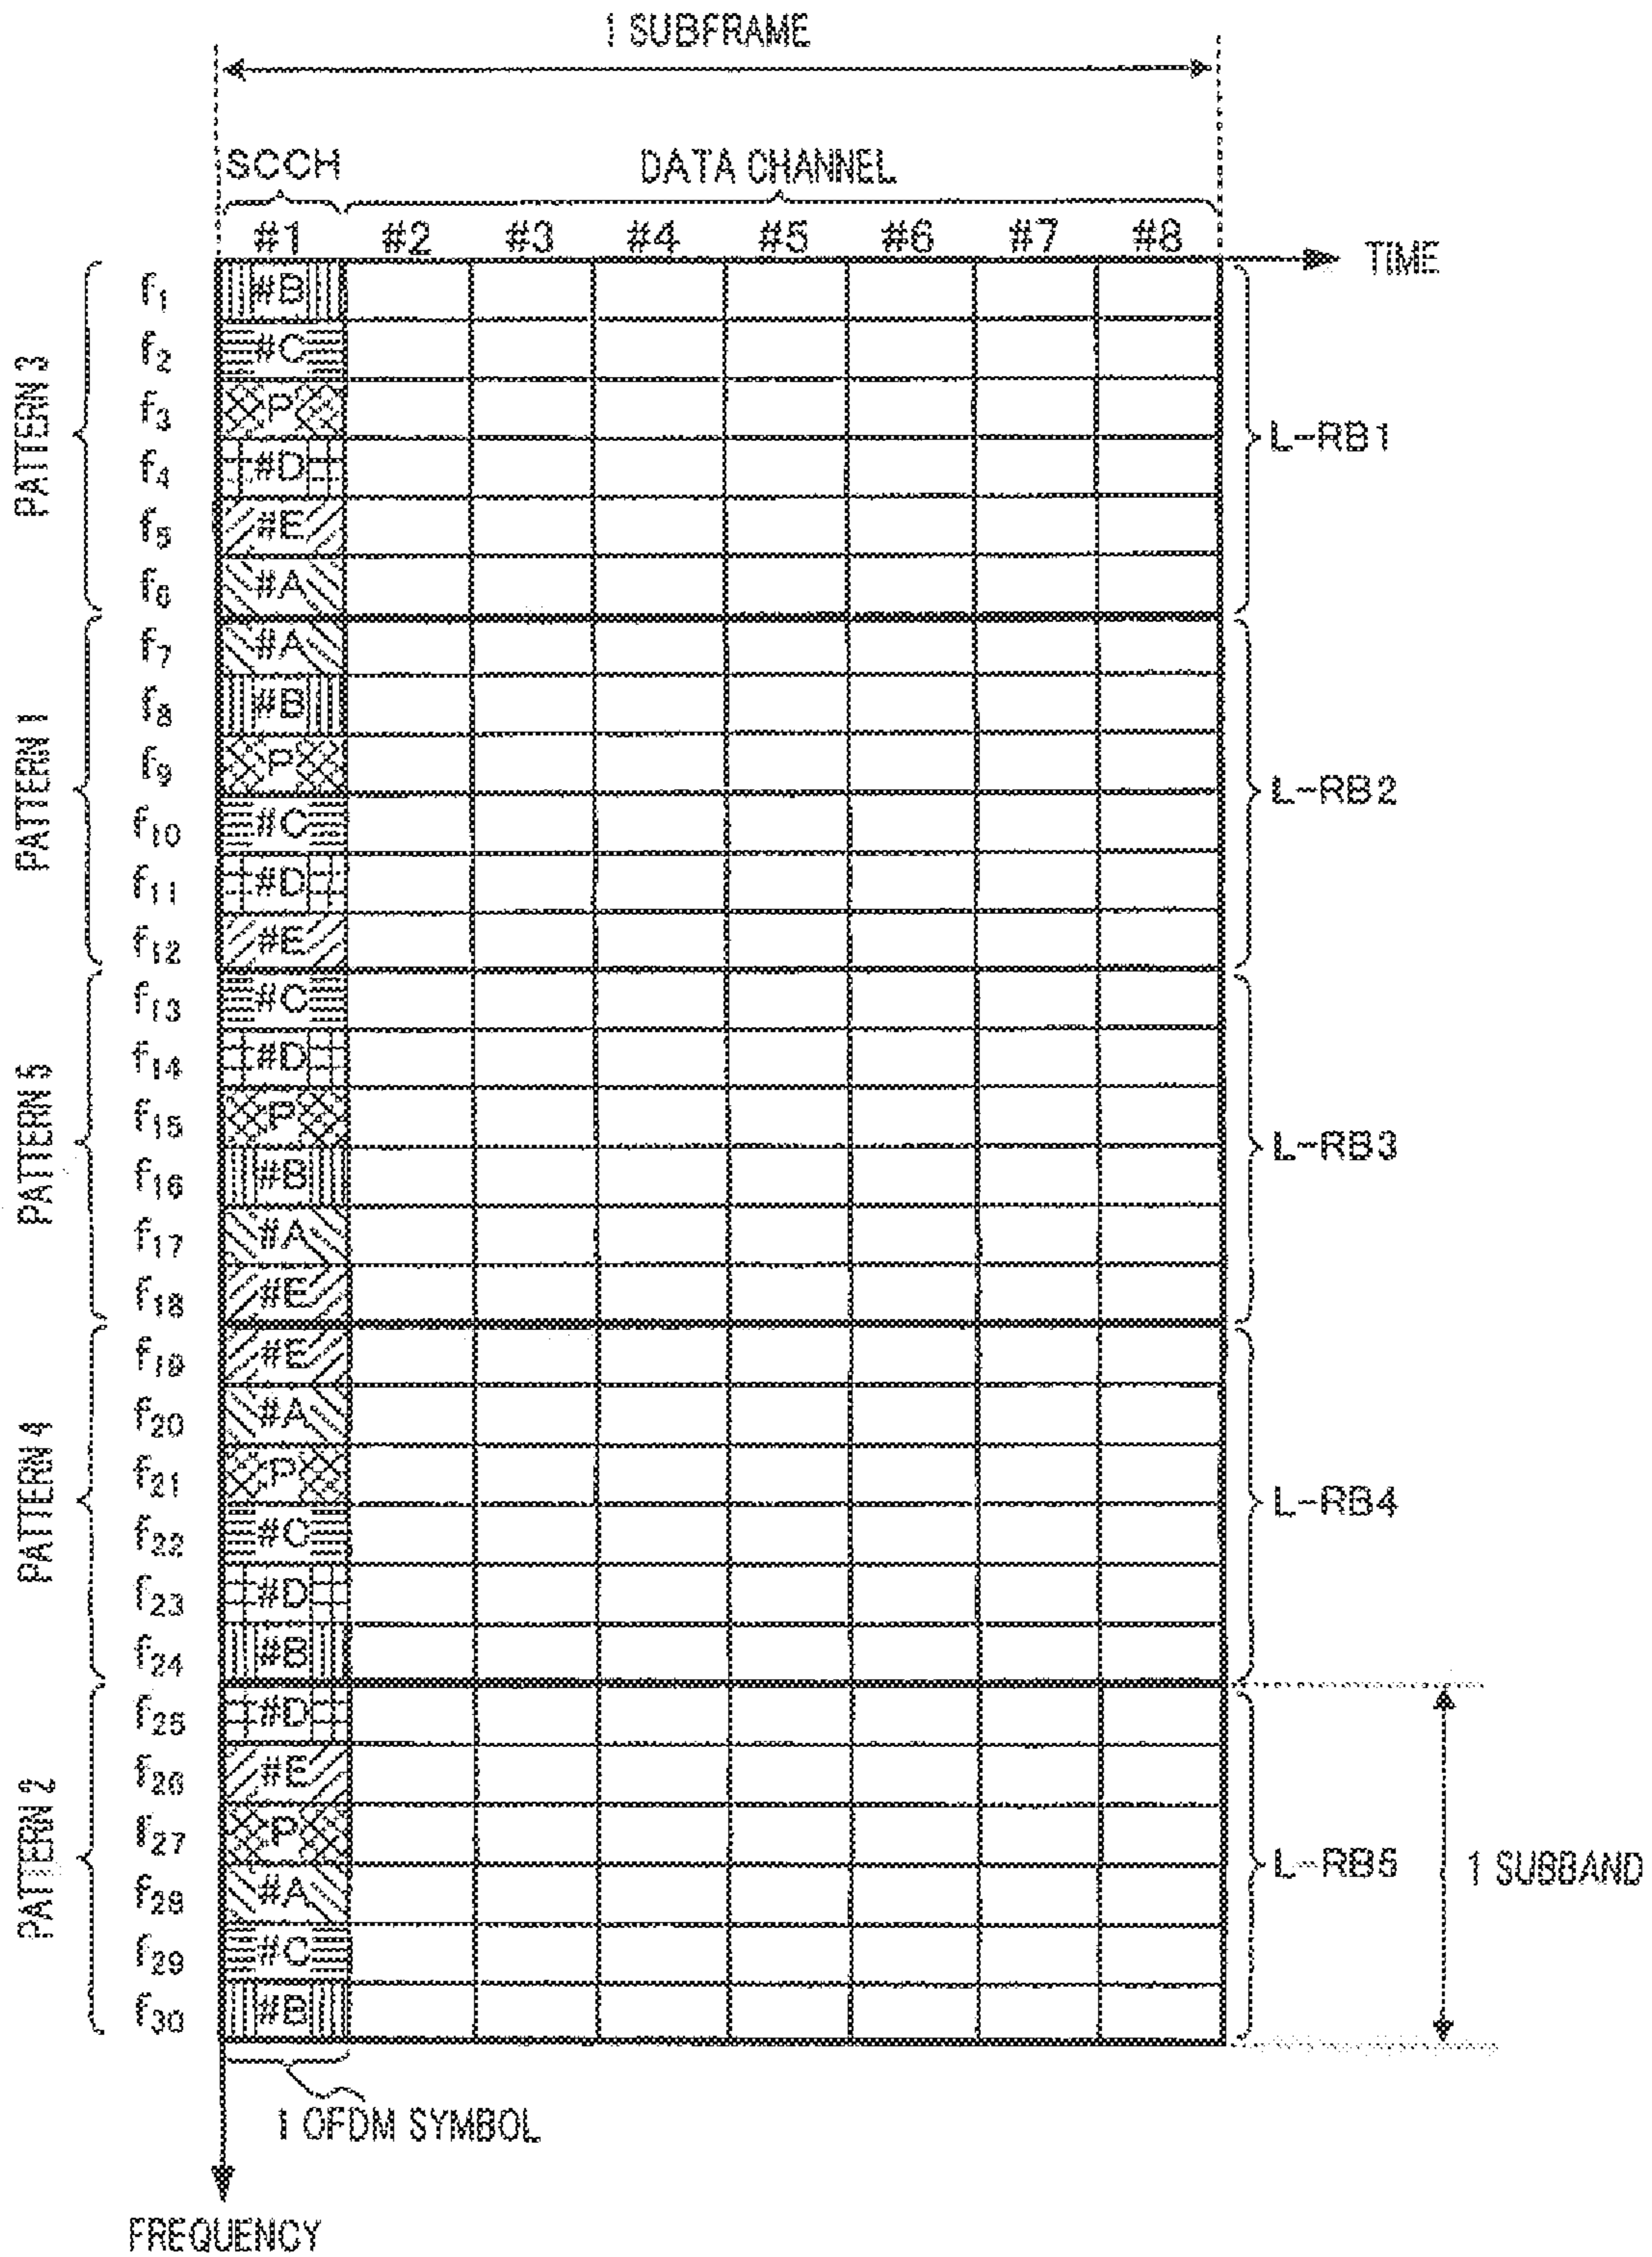 1 SUBFRAME
SCCH DATA CHANNEL
#1 #2 #3 #4 #5 #6 #7 #8 TIME
PATTERN 3
f1 #B
f2 #C
f3 P
f4 #D
f5 #E
f6 #A
L-RB1
PATTERN 1
f7 #A
f8 #B
f9 P
f10 #C
f11 #D
f12 #E
L-RB2
PATTERN 5
f13 #C
f14 #D
f15 P
f16 #B
f17 #A
f18 #E
L-RB3
PATTERN 4
f19 #E
f20 #A
f21 P
f22 #C
f23 #D
f24 #B
L-RB4
PATTERN 2
f25 #D
f26 #E
f27 P
f28 #A
f29 #C
f30 #B
L-RB5
1 SUBBAND
1 OFDM SYMBOL
FREQUENCY